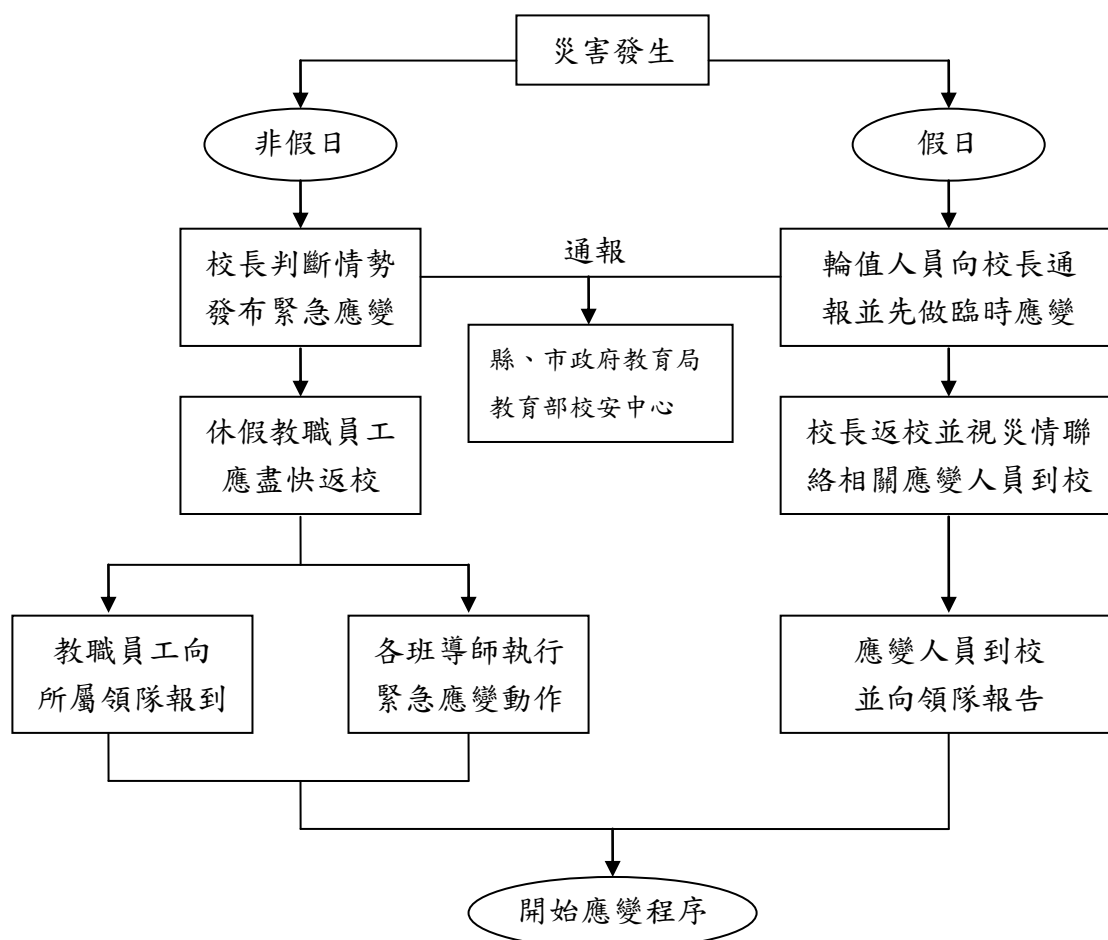 災害發生
非假日
假日
校長判斷情勢
發布緊急應變
通報
輪值人員向校長通
報並先做臨時應變
縣、市政府教育局
教育部校安中心
休假教職員工
應盡快返校
校長返校並視災情聯
絡相關應變人員到校
教職員工向
所屬領隊報到
各班導師執行
緊急應變動作
應變人員到校
並向領隊報告
開始應變程序